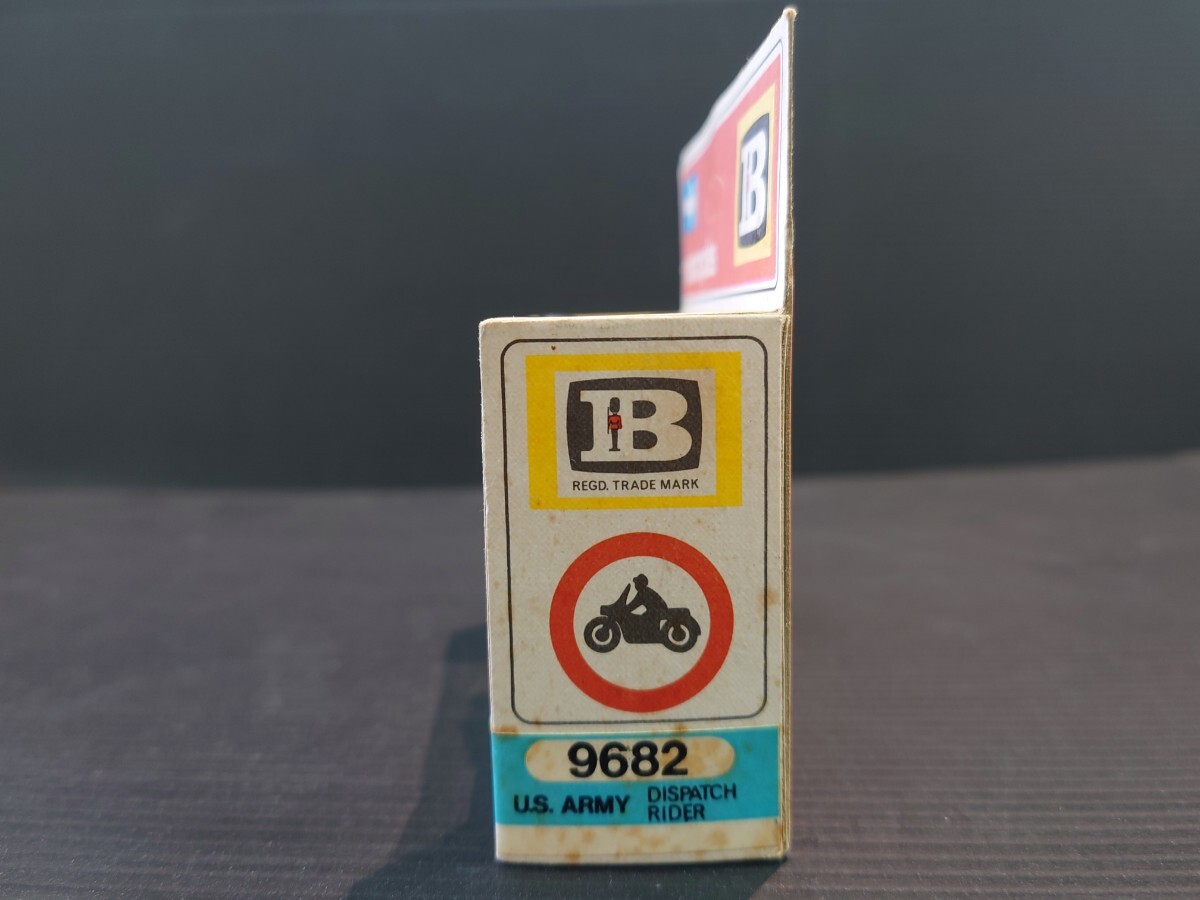 B
B
REGD. TRADE MARK
9682
U.S. ARMY DISPATCH
RIDER